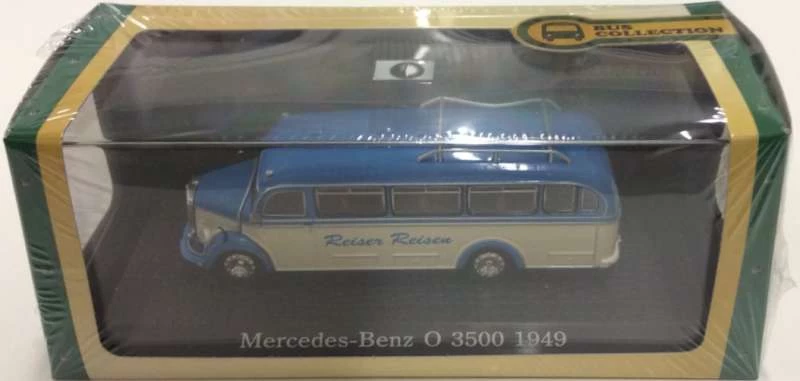 BUS
COLLECTION
Reiser Reisen
Mercedes-Benz O 3500 1949